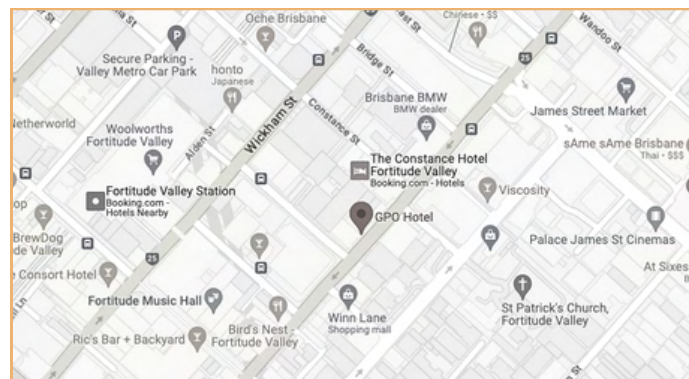 Oche Brisbane
Chinese - $$
Wandoo St
Secure Parking -
Valley Metro Car Park
Bridge St
25
honto
Japanese
Brisbane BMW
BMW dealer
James Street Market
Netherworld
Woolworths
Fortitude Valley
Alden St
Wickham St
Constance St
sAme sAme Brisbane
Thai - $$$
The Constance Hotel
Fortitude Valley
Booking.com - Hotels
Fortitude Valley Station
Booking.com -
Hotels Nearby
Viscosity
GPO Hotel
BrewDog
Fortitude Valley
25
Palace James St Cinemas
Consort Hotel
At Sixes
Fortitude Music Hall
St Patrick's Church,
Fortitude Valley
Winn Lane
Shopping mall
Bird's Nest -
Fortitude Valley
Ric's Bar + Backyard